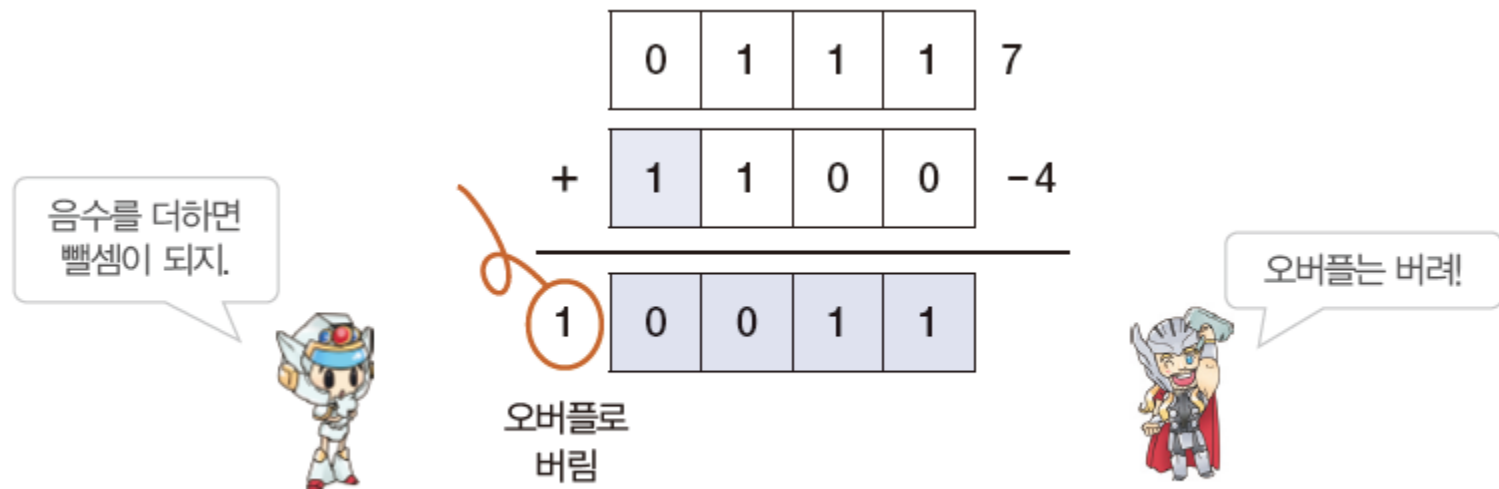 0 1 1 1 7
+ 1 1 0 0 -4
음수를 더하면
뺄셈이 되지.
오버플는 버려!
1 0 0 1 1
오버플로
버림